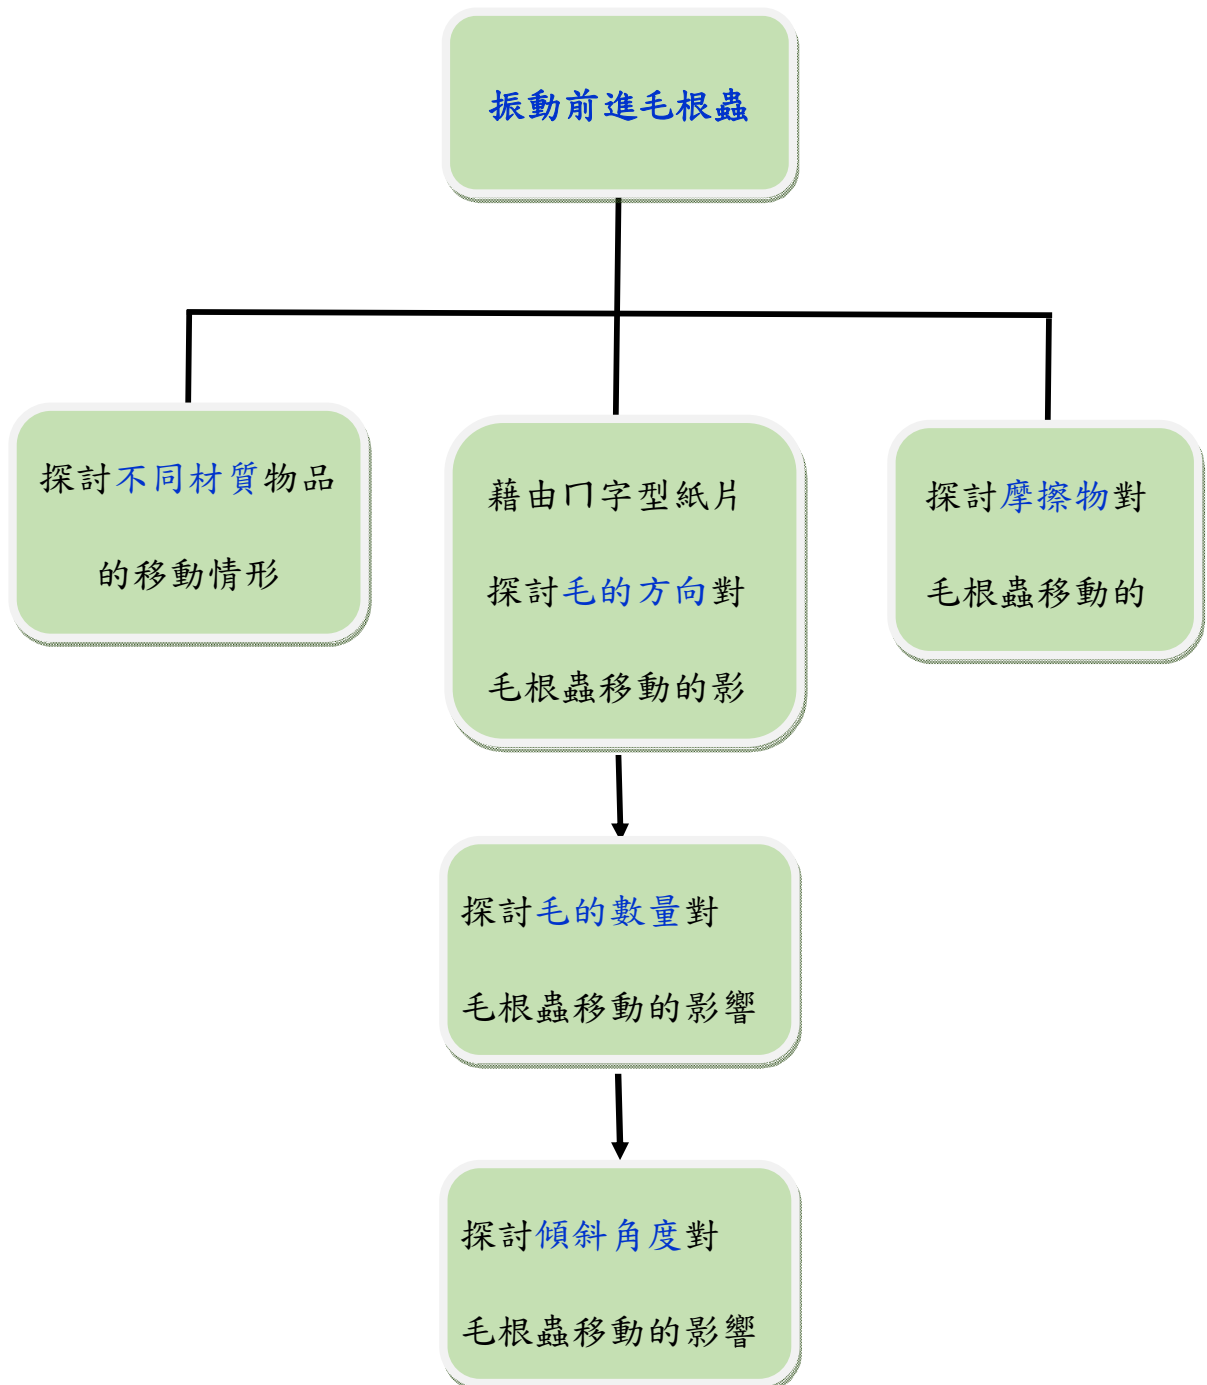 振動前進毛根蟲
探討不同材質物品
的移動情形
藉由冂字型紙片
探討毛的方向對
毛根蟲移動的影
探討摩擦物對
毛根蟲移動的
探討毛的數量對
毛根蟲移動的影響
探討傾斜角度對
毛根蟲移動的影響